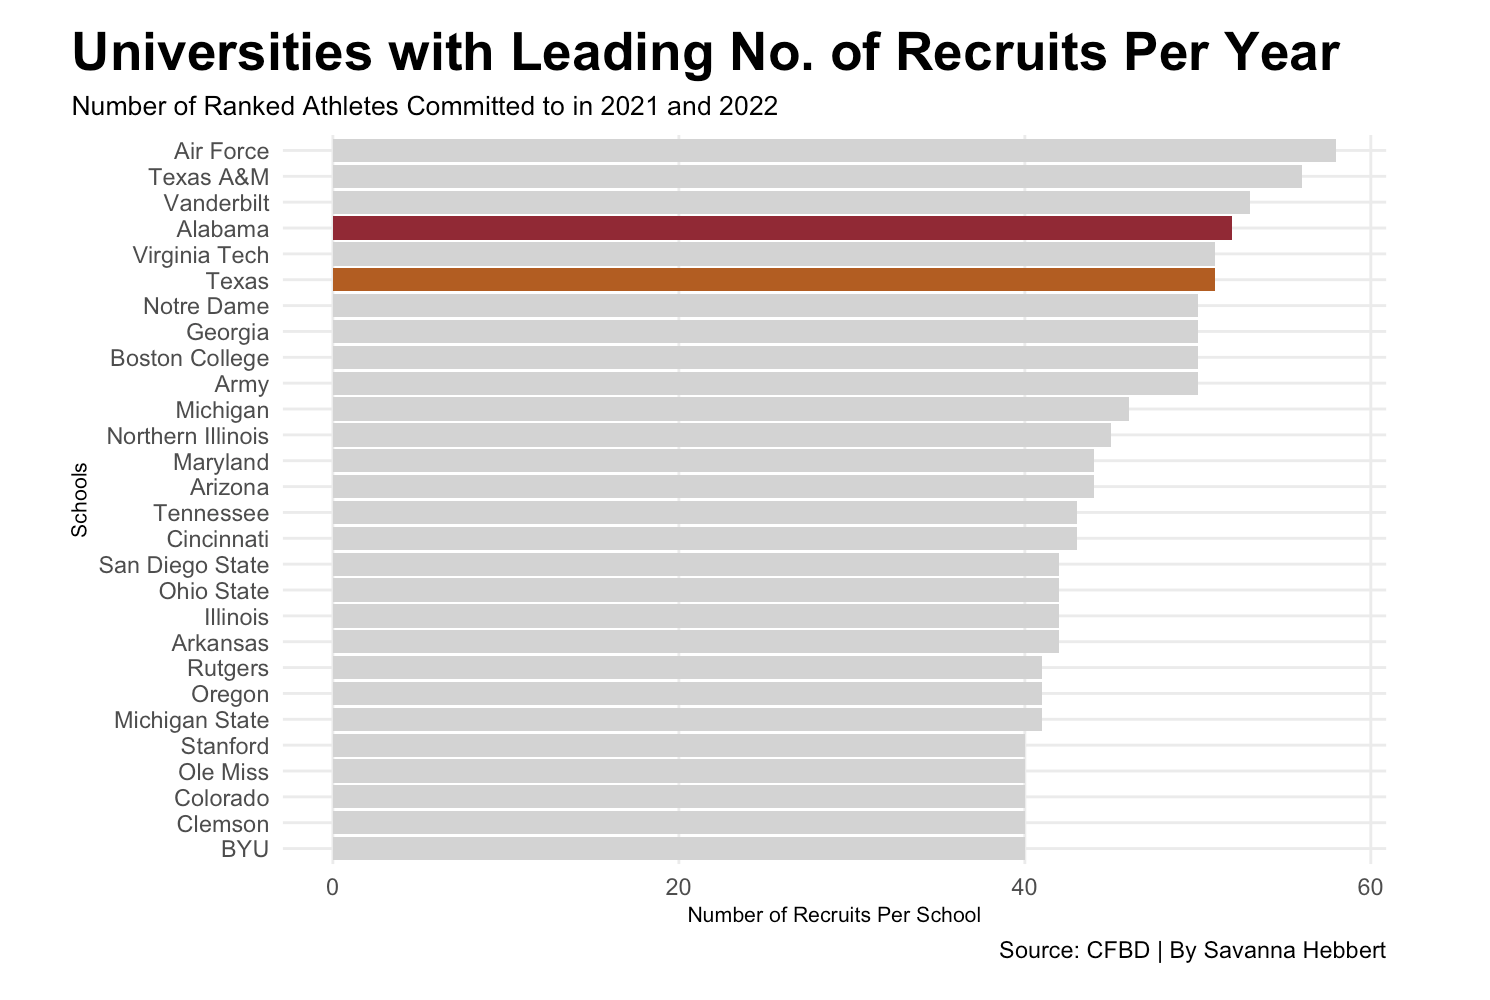 Universities with Leading No. of Recruits Per Year
Number of Ranked Athletes Committed to in 2021 and 2022
Air Force
Texas A&M
Vanderbilt
Alabama
Virginia Tech
Texas
Notre Dame
Georgia
Boston College
Army
Michigan
Northern Illinois
Maryland
Arizona
Tennessee
Cincinnati
San Diego State
Ohio State
Illinois
Arkansas
Rutgers
Oregon
Michigan State
Stanford
Ole Miss
Colorado
Clemson
BYU
Schools
0 20 40 60
Number of Recruits Per School
Source: CFBD | By Savanna Hebbert